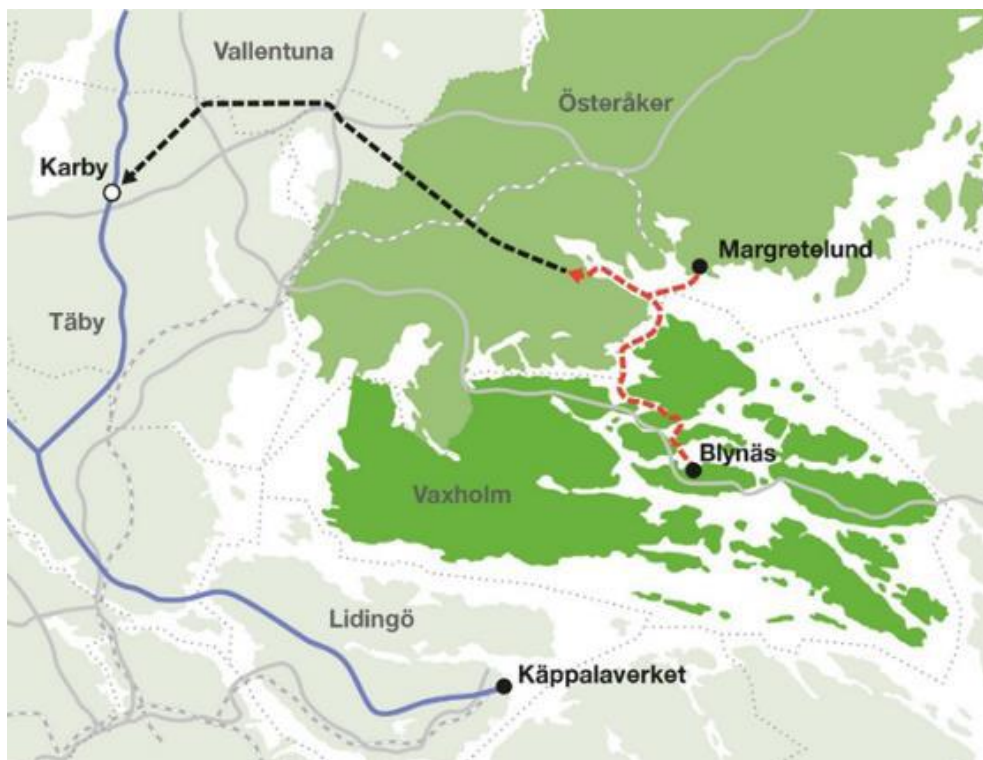 Vallentuna
Österåker
Karby
Margretelund
Täby
Blynäs
Vaxholm
Lidingö
Käppalaverket